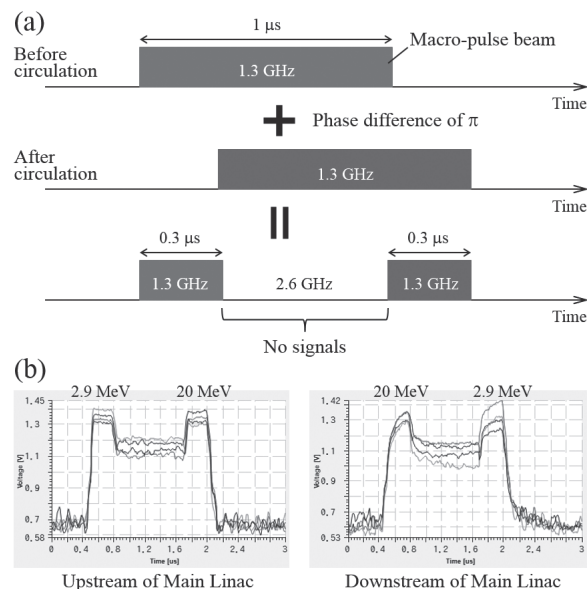 (a)
1 μs
Before
circulation
Macro-pulse beam
1.3 GHz
Time
+ Phase difference of π
After
circulation
1.3 GHz
Time
=
0.3 μs
0.3 μs
1.3 GHz
2.6 GHz
1.3 GHz
Time
No signals
(b)
2.9 MeV
20 MeV
1.45
1.3
1.1
0.9
0.7
0.58
Voltage [V]
0
0.4
0.8
1.2
1.6
2
2.4
3
Time [us]
Upstream of Main Linac
20 MeV
2.9 MeV
1.42
1.3
1.1
0.9
0.7
0.53
Voltage [V]
0
0.4
0.8
1.2
1.6
2
2.4
3
Time [us]
Downstream of Main Linac